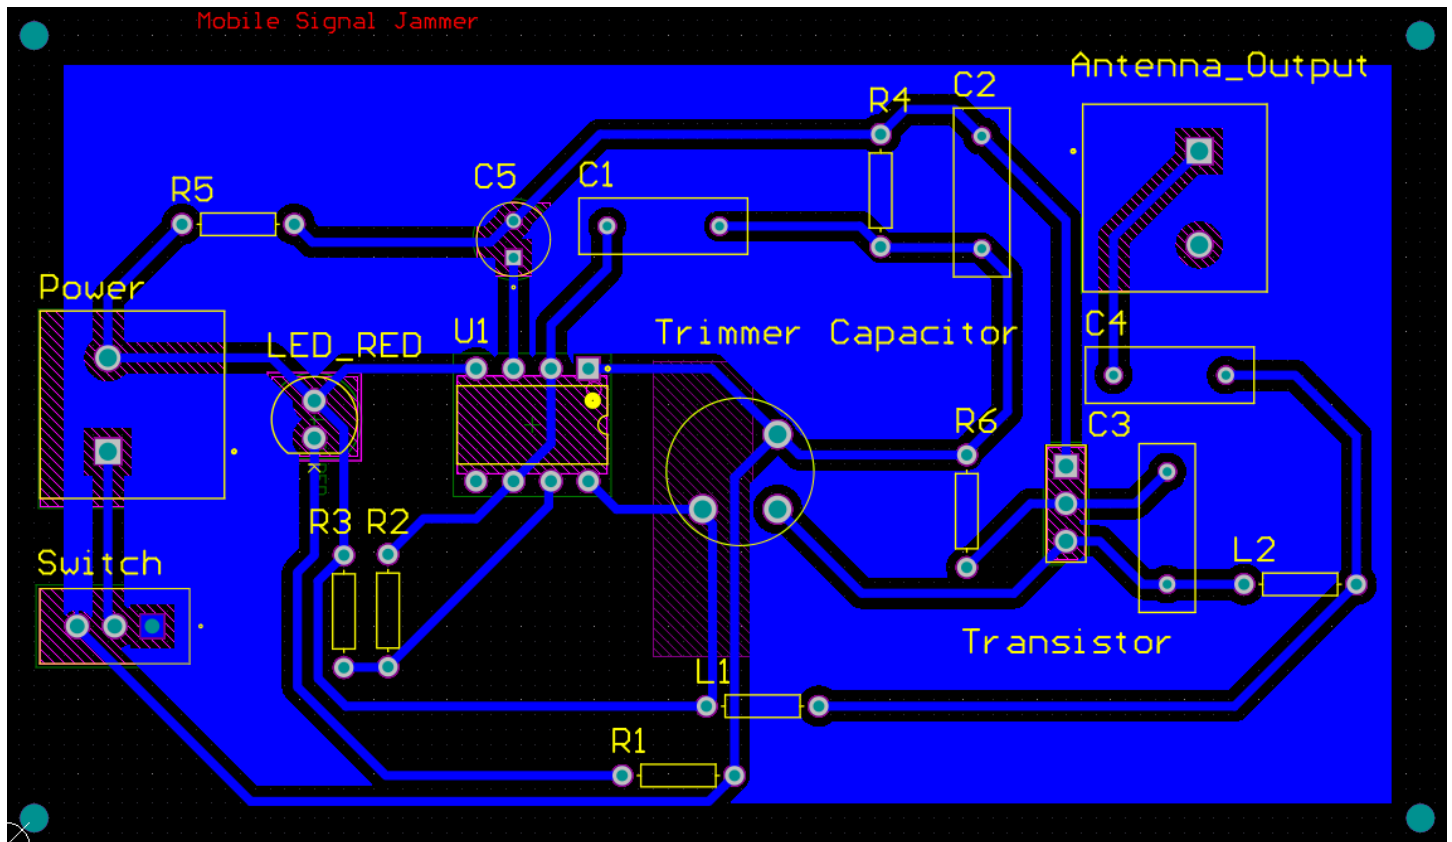 Mobile Signal Jammer
Antenna_Output
R4
C2
R5
C5
C1
Power
LED_RED
U1
Trimmer Capacitor
C4
R6
C3
K
RED
R3
R2
Switch
L2
Transistor
L1
R1